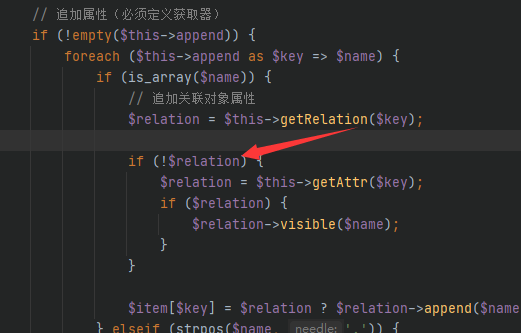 // 追加属性（必须定义获取器）
if (!empty($this->append)) {
foreach ($this->append as $key => $name) {
if (is_array($name)) {
// 追加关联对象属性
$relation = $this->getRelation($key);
if (!$relation) {
$relation = $this->getAttr($key);
if ($relation) {
$relation->visible($name);
}
}
$item[$key] = $relation ? $relation->append($name
} elseif (strpos($name, needle: '.')) {